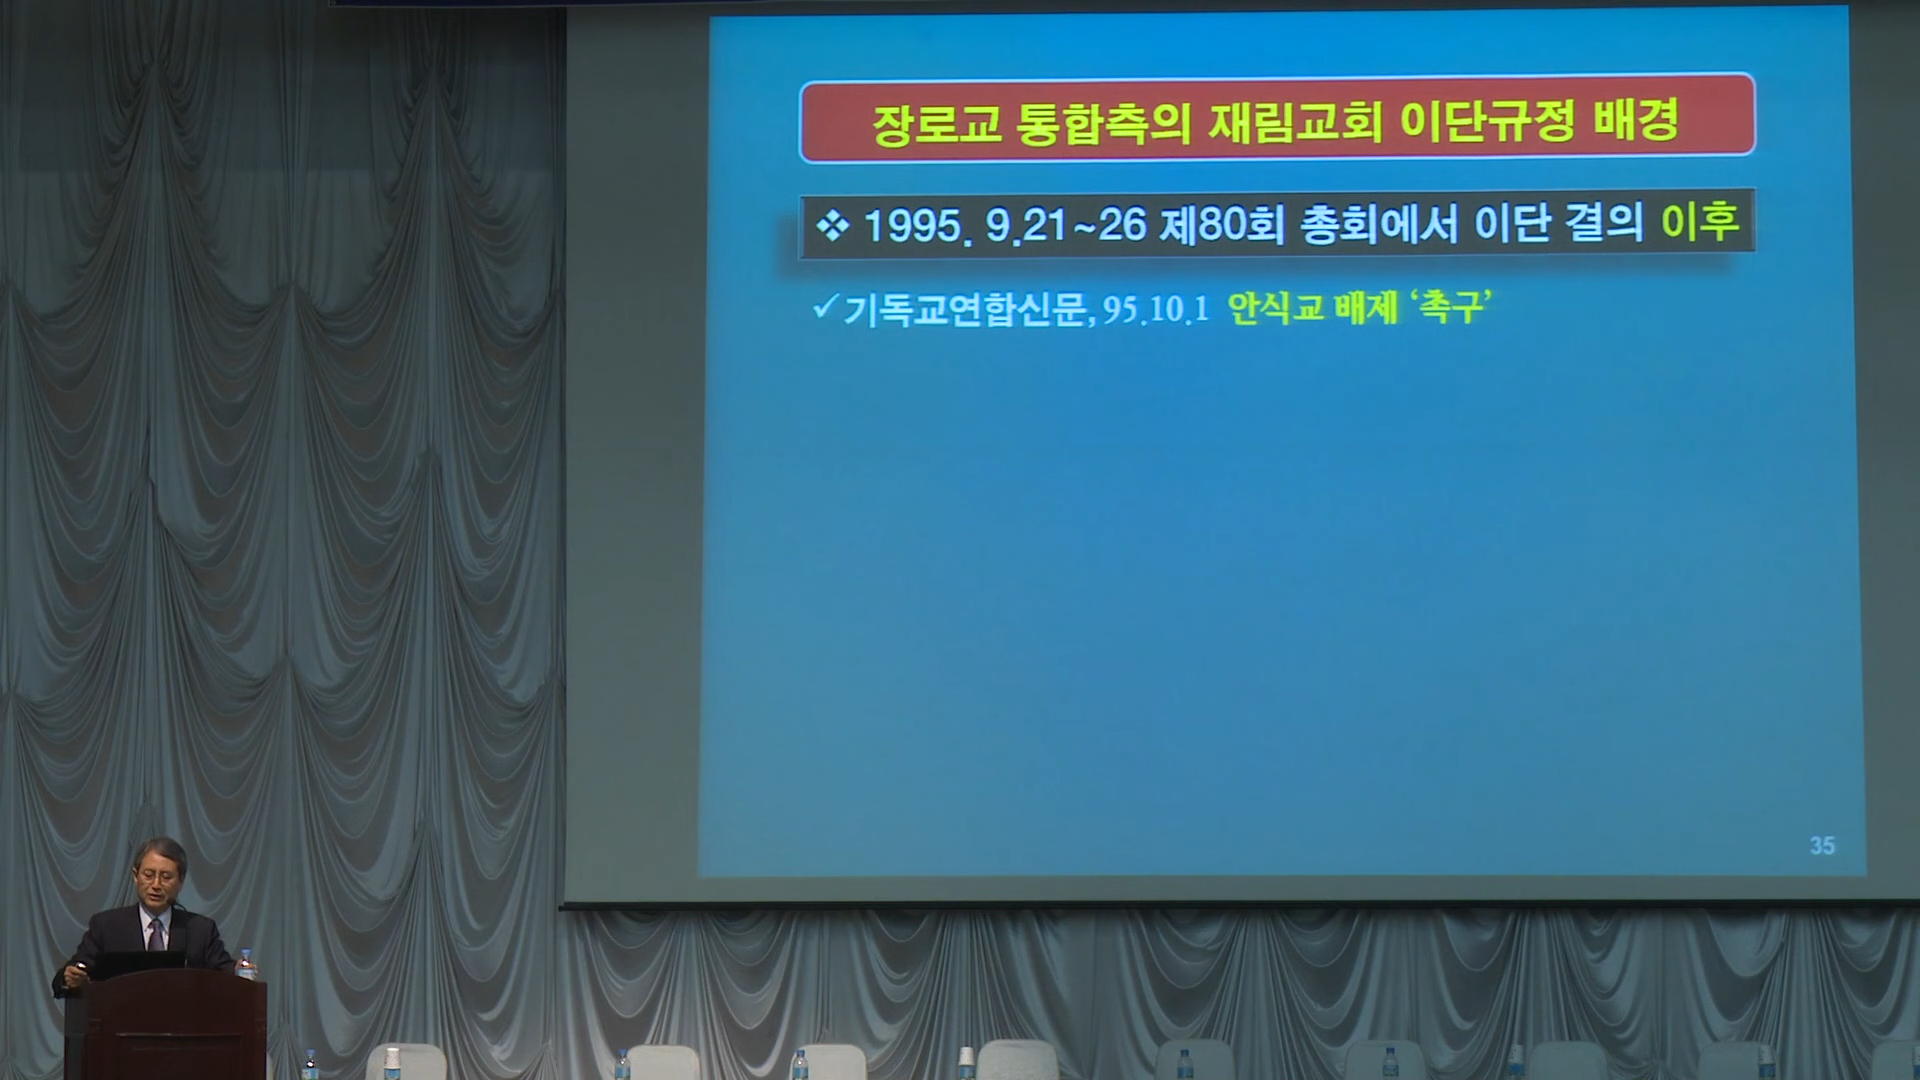 장로교 통합측의 재림교회 이단규정 배경
❖ 1995. 9.21~26 제80회 총회에서 이단 결의 이후
✓기독교연합신문, 95.10.1 안식교 배제 ‘촉구’
35